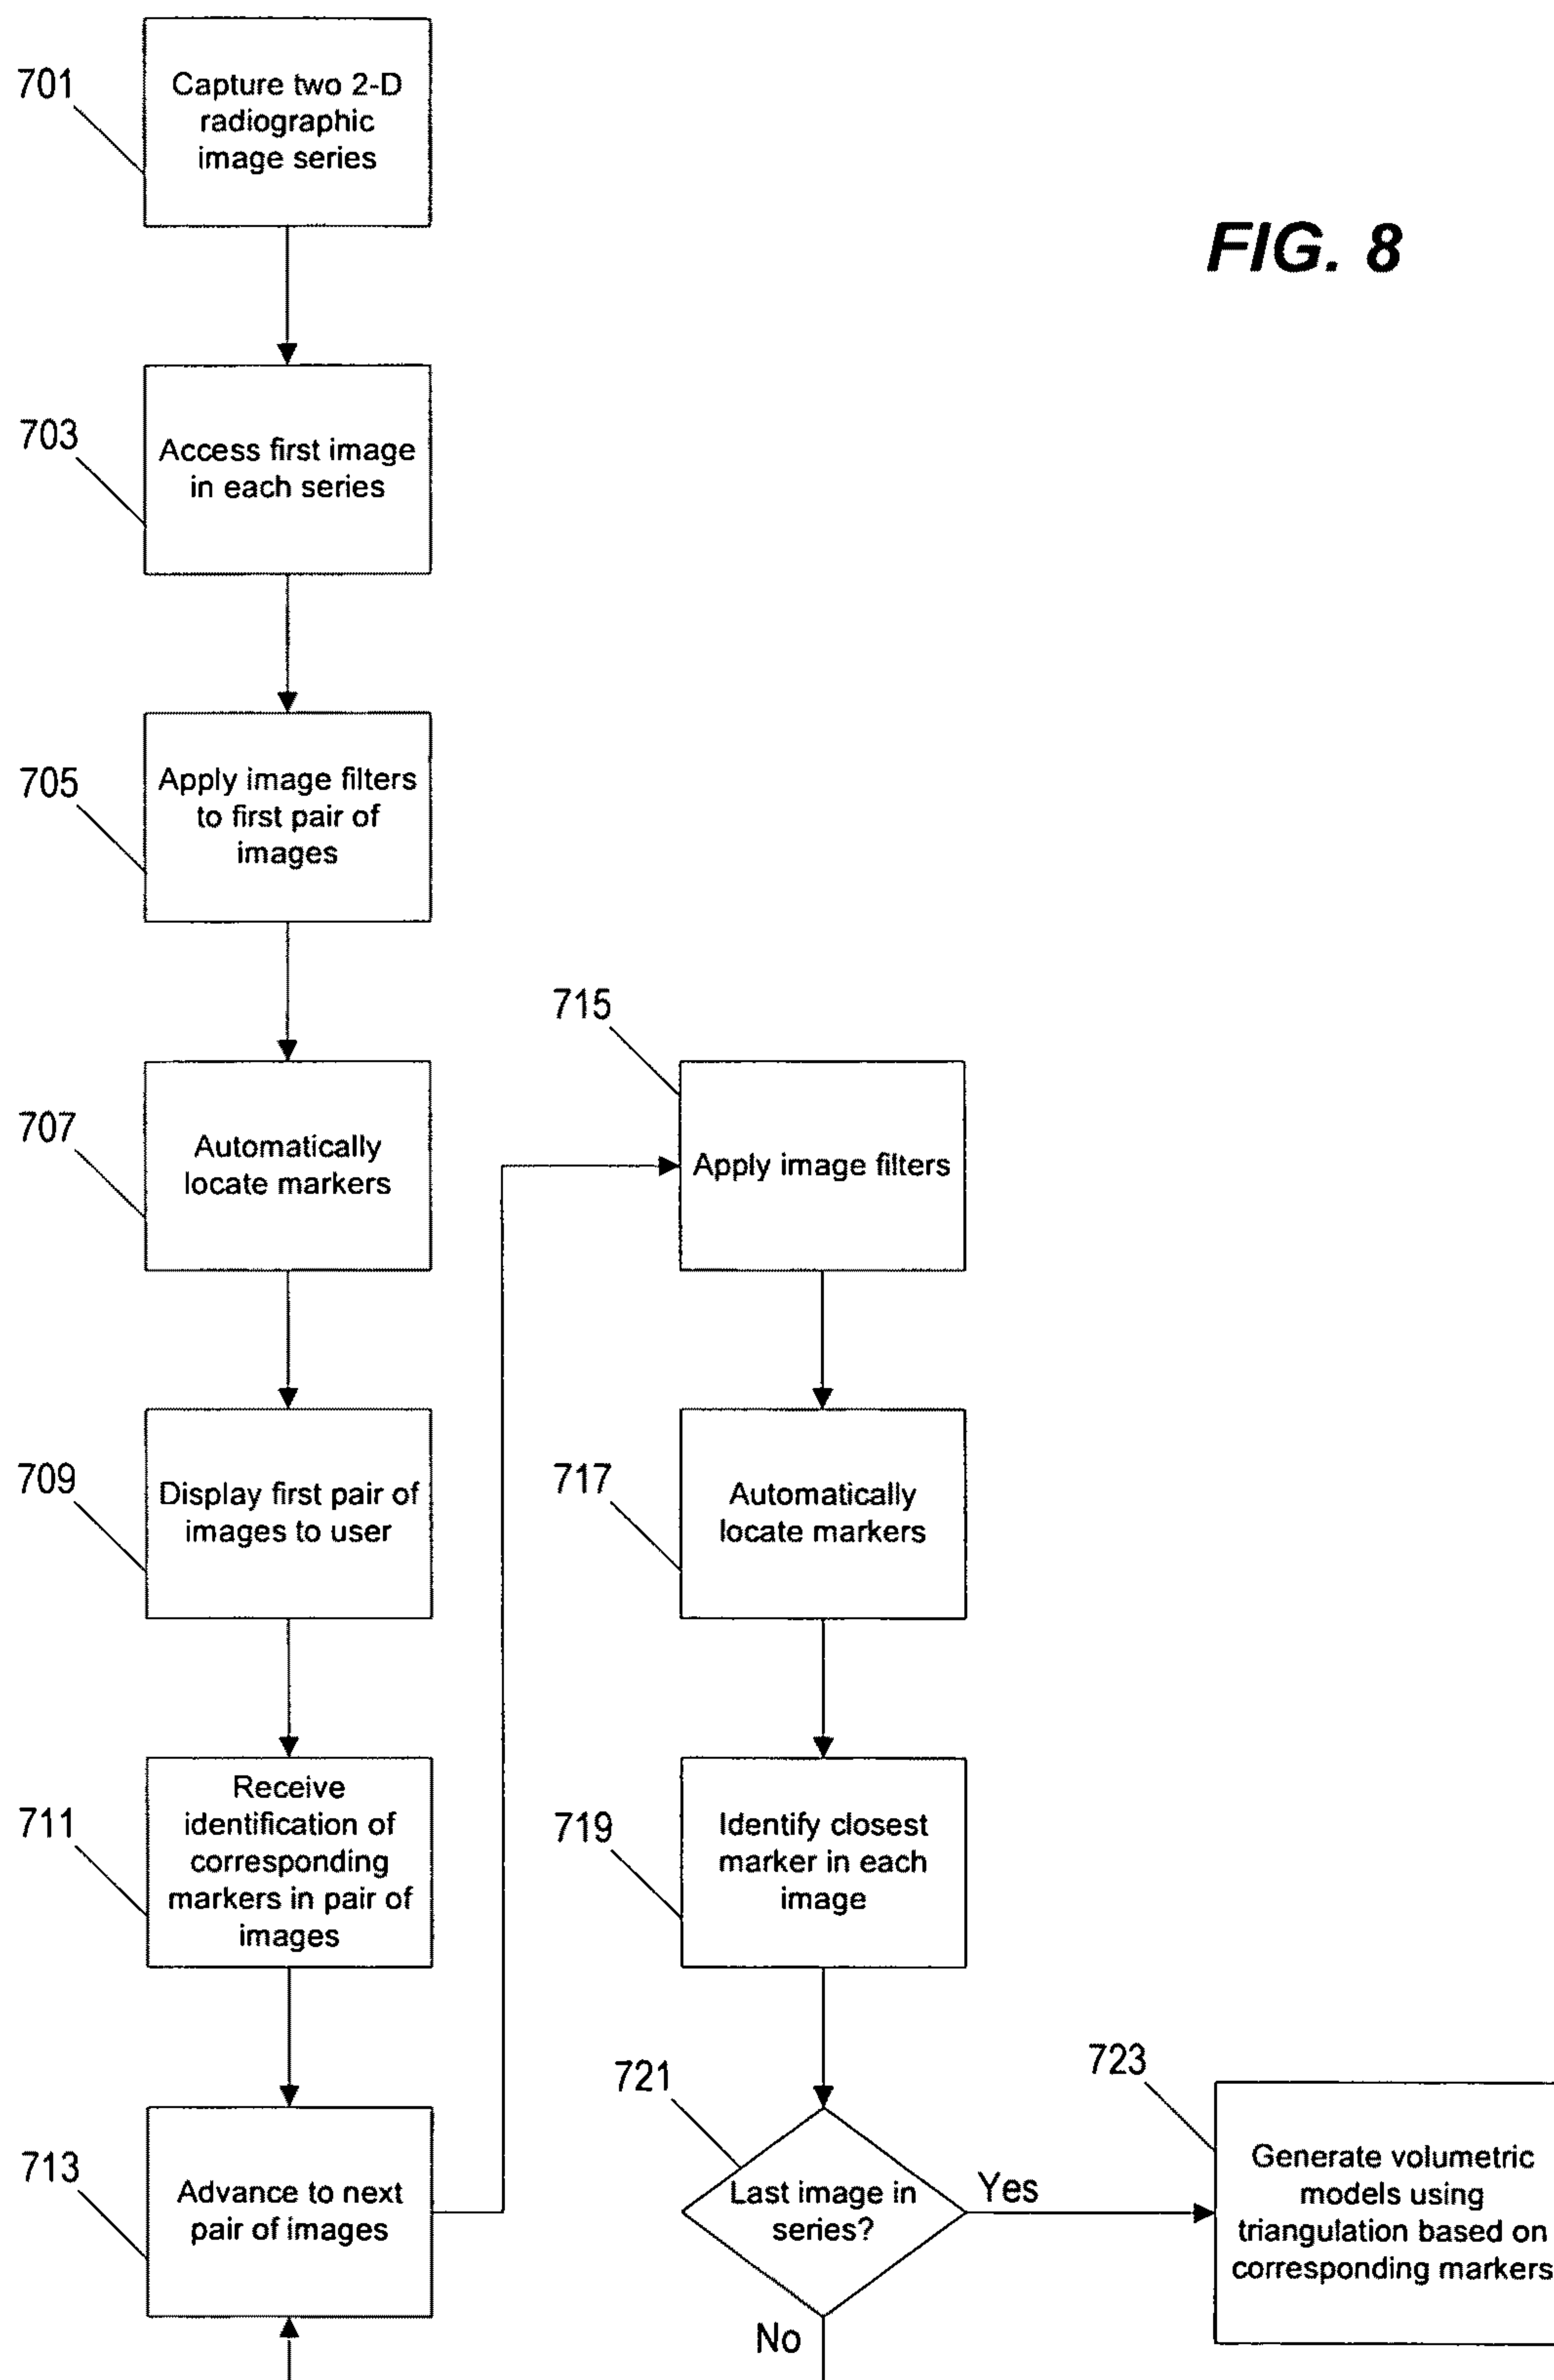 FIG. 8
701
Capture two 2-D
radiographic
image series
703
Access first image
in each series
705
Apply image filters
to first pair of
images
707
Automatically
locate markers
709
Display first pair of
images to user
711
Receive
identification of
corresponding
markers in pair of
images
713
Advance to next
pair of images
715
Apply image filters
717
Automatically
locate markers
719
Identify closest
marker in each
image
721
Last image in
series?
Yes
No
723
Generate volumetric
models using
triangulation based on
corresponding markers